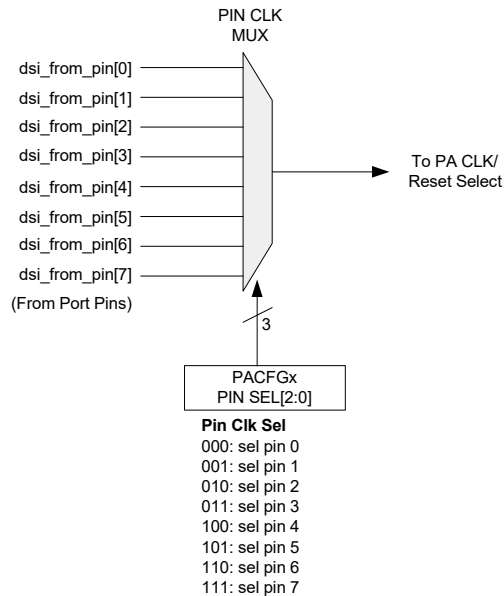 PIN CLK
MUX
dsi_from_pin[0]
dsi_from_pin[1]
dsi_from_pin[2]
dsi_from_pin[3]
dsi_from_pin[4]
dsi_from_pin[5]
dsi_from_pin[6]
dsi_from_pin[7]
(From Port Pins)
To PA CLK/
Reset Select
3
PACFGx
PIN SEL[2:0]
Pin Clk Sel
000: sel pin 0
001: sel pin 1
010: sel pin 2
011: sel pin 3
100: sel pin 4
101: sel pin 5
110: sel pin 6
111: sel pin 7